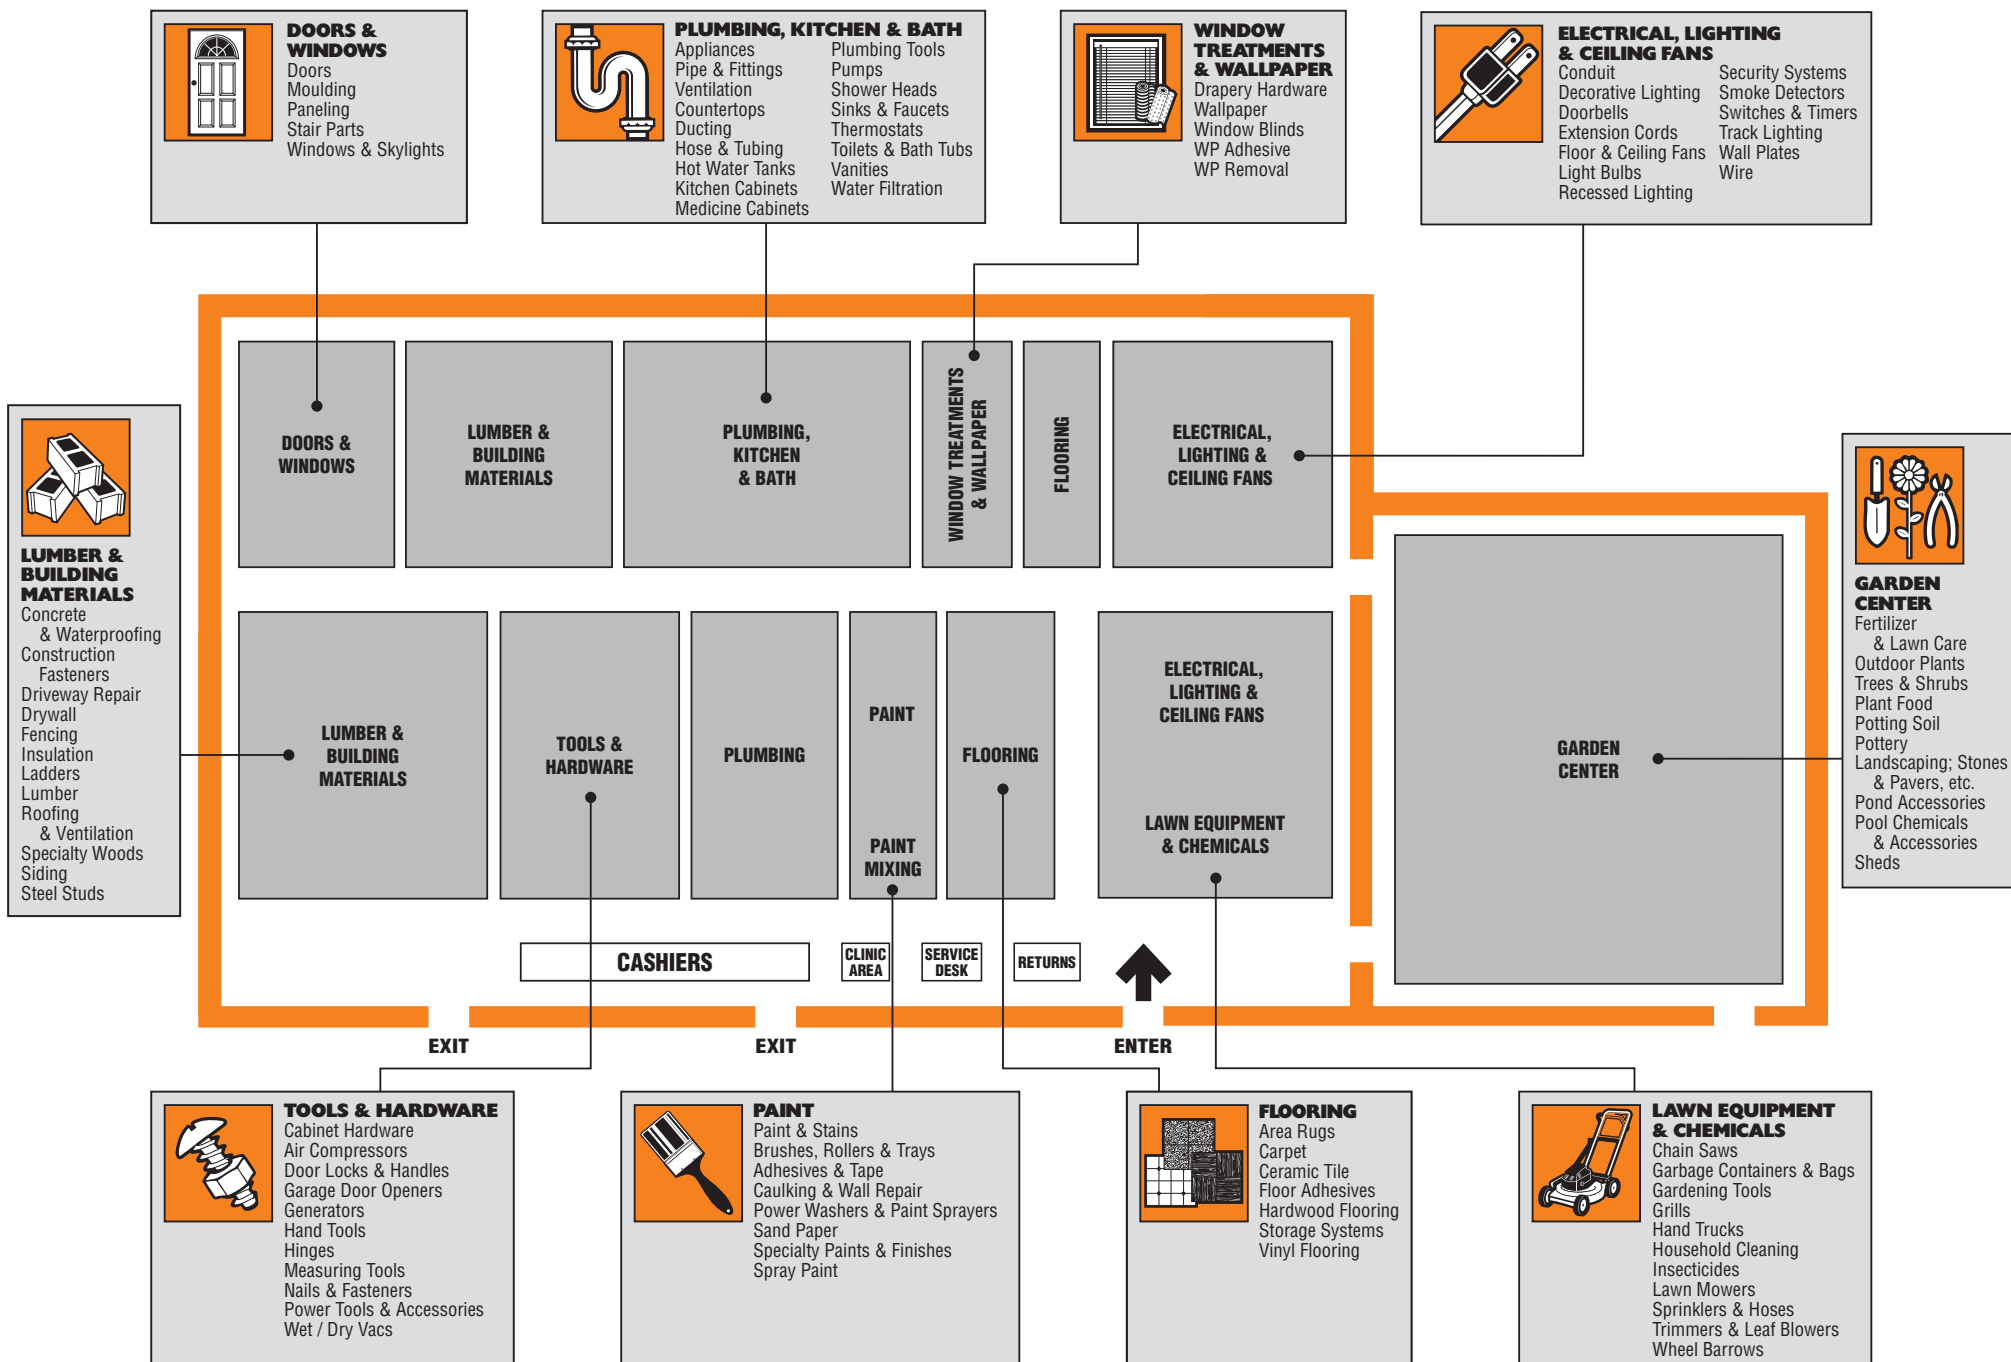 DOORS &
WINDOWS
Doors
Moulding
Paneling
Stair Parts
Windows & Skylights
PLUMBING, KITCHEN & BATH
Appliances
Pipe & Fittings
Ventilation
Countertops
Ducting
Hose & Tubing
Hot Water Tanks
Kitchen Cabinets
Medicine Cabinets
Plumbing Tools
Pumps
Shower Heads
Sinks & Faucets
Thermostats
Toilets & Bath Tubs
Vanities
Water Filtration
WINDOW
TREATMENTS
& WALLPAPER
Drapery Hardware
Wallpaper
Window Blinds
WP Adhesive
WP Removal
ELECTRICAL, LIGHTING
& CEILING FANS
Conduit
Decorative Lighting
Doorbells
Extension Cords
Floor & Ceiling Fans
Light Bulbs
Recessed Lighting
Security Systems
Smoke Detectors
Switches & Timers
Track Lighting
Wall Plates
Wire
DOORS &
WINDOWS
LUMBER &
BUILDING
MATERIALS
PLUMBING,
KITCHEN
& BATH
WINDOW TREATMENTS
& WALLPAPER
FLOORING
ELECTRICAL,
LIGHTING &
CEILING FANS
LUMBER &
BUILDING
MATERIALS
Concrete
& Waterproofing
Construction
Fasteners
Driveway Repair
Drywall
Fencing
Insulation
Ladders
Lumber
Roofing
& Ventilation
Specialty Woods
Siding
Steel Studs
GARDEN
CENTER
Fertilizer
& Lawn Care
Outdoor Plants
Trees & Shrubs
Plant Food
Potting Soil
Pottery
Landscaping; Stones
& Pavers, etc.
Pond Accessories
Pool Chemicals
& Accessories
Sheds
LUMBER &
BUILDING
MATERIALS
TOOLS &
HARDWARE
PLUMBING
PAINT
PAINT
MIXING
FLOORING
ELECTRICAL,
LIGHTING &
CEILING FANS
LAWN EQUIPMENT
& CHEMICALS
GARDEN
CENTER
CASHIERS
CLINIC
AREA
SERVICE
DESK
RETURNS
EXIT
EXIT
ENTER
TOOLS & HARDWARE
Cabinet Hardware
Air Compressors
Door Locks & Handles
Garage Door Openers
Generators
Hand Tools
Hinges
Measuring Tools
Nails & Fasteners
Power Tools & Accessories
Wet / Dry Vacs
PAINT
Paint & Stains
Brushes, Rollers & Trays
Adhesives & Tape
Caulking & Wall Repair
Power Washers & Paint Sprayers
Sand Paper
Specialty Paints & Finishes
Spray Paint
FLOORING
Area Rugs
Carpet
Ceramic Tile
Floor Adhesives
Hardwood Flooring
Storage Systems
Vinyl Flooring
LAWN EQUIPMENT
& CHEMICALS
Chain Saws
Garbage Containers & Bags
Gardening Tools
Grills
Hand Trucks
Household Cleaning
Insecticides
Lawn Mowers
Sprinklers & Hoses
Trimmers & Leaf Blowers
Wheel Barrows